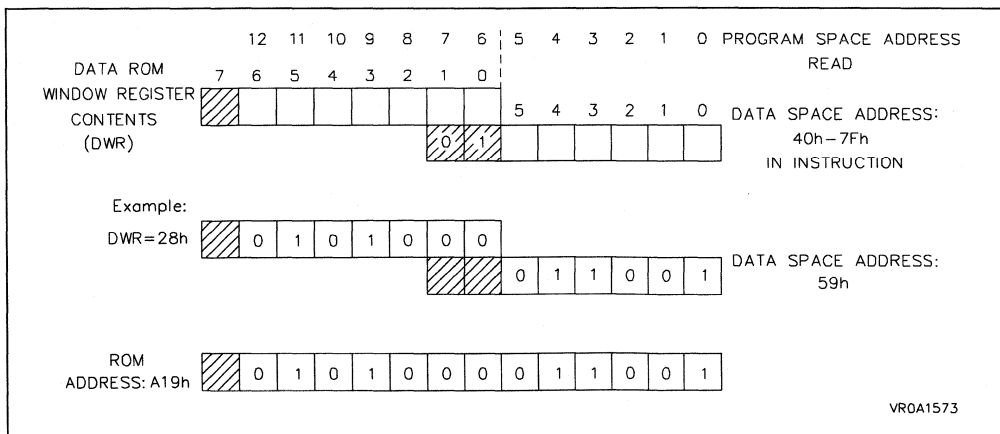 12 11 10 9 8 7 6 5 4 3 2 1 0 PROGRAM SPACE ADDRESS
READ
DATA ROM
WINDOW REGISTER
CONTENTS
(DWR)
7 6 5 4 3 2 1 0
5 4 3 2 1 0
DATA SPACE ADDRESS:
40h-7Fh
IN INSTRUCTION
0 1
Example:
DWR=28h
0 1 0 1 0 0 0
0 1 1 0 0 1
DATA SPACE ADDRESS:
59h
ROM
ADDRESS: A19h
0 1 0 1 0 0 0 0 1 1 0 0 1
VR0A1573